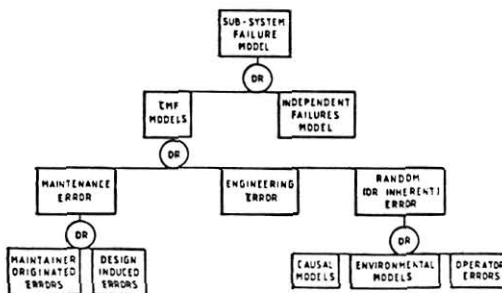 SUB-SYSTEM
FAILURE
MODEL
OR
CMF
MODELS
INDEPENDENT
FAILURES
MODEL
OR
MAINTENANCE
ERROR
ENGINEERING
ERROR
RANDOM
(OR INHERENT)
ERROR
OR
OR
MAINTAINER
ORIGINATED
ERRORS
DESIGN
INDUCED
ERRORS
CAUSAL
MODELS
ENVIRONMENTAL
MODELS
OPERATOR
ERRORS